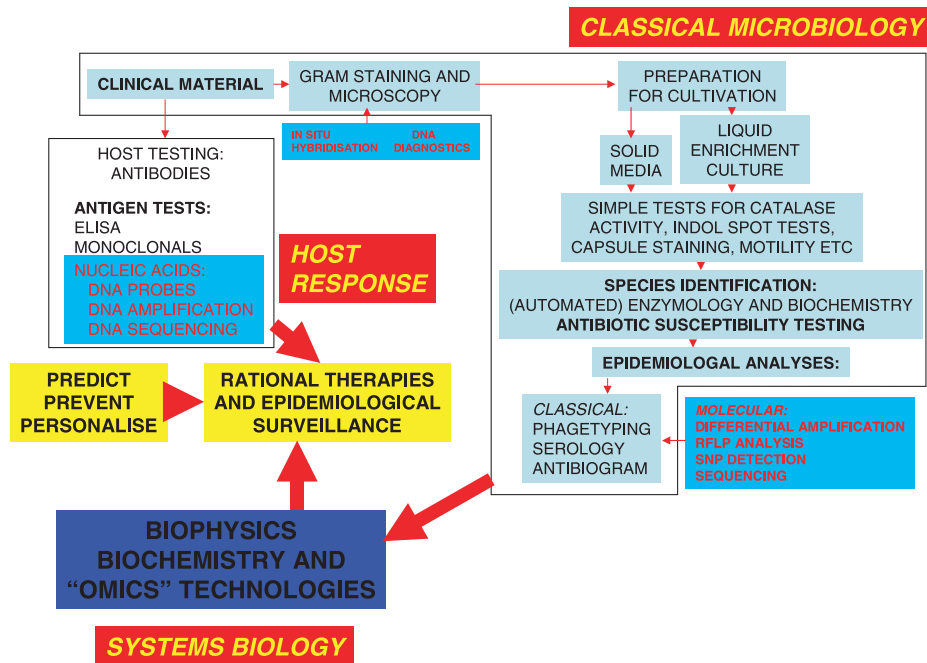 CLASSICAL MICROBIOLOGY
CLINICAL MATERIAL
GRAM STAINING AND
MICROSCOPY
PREPARATION
FOR CULTIVATION
IN SITU
HYBRIDISATION
DNA
DIAGNOSTICS
SOLID
MEDIA
LIQUID
ENRICHMENT
CULTURE
HOST TESTING:
ANTIBODIES
ANTIGEN TESTS:
ELISA
MONOCLONALS
NUCLEIC ACIDS:
DNA PROBES
DNA AMPLIFICATION
DNA SEQUENCING
HOST
RESPONSE
SIMPLE TESTS FOR CATALASE
ACTIVITY, INDOL SPOT TESTS,
CAPSULE STAINING, MOTILITY ETC
SPECIES IDENTIFICATION:
(AUTOMATED) ENZYMOLOGY AND BIOCHEMISTRY
ANTIBIOTIC SUSCEPTIBILITY TESTING
EPIDEMIOLOGAL ANALYSES:
PREDICT
PREVENT
PERSONALISE
RATIONAL THERAPIES
AND EPIDEMIOLOGICAL
SURVEILLANCE
CLASSICAL:
PHAGETYPING
SEROLOGY
ANTIBIOGRAM
MOLECULAR:
DIFFERENTIAL AMPLIFICATION
RFLP ANALYSIS
SNP DETECTION
SEQUENCING
BIOPHYSICS
BIOCHEMISTRY AND
“OMICS” TECHNOLOGIES
SYSTEMS BIOLOGY